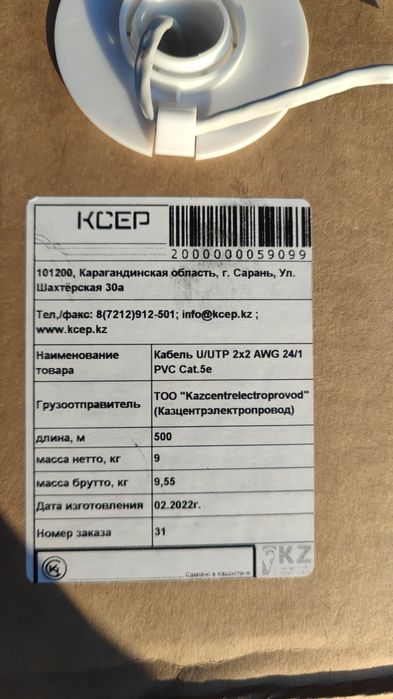 КСЕР
2000000059099
101200, Карагандинская область, г. Сарань, Ул.
Шахтёрская 30а
Тел./факс: 8(7212)912-501; info@kcep.kz ;
www.kcep.kz
Наименование товара Кабель U/UTP 2x2 AWG 24/1 PVC Cat.5e
Грузоотправитель ТОО "Kazcentrelectroprovod" (Казцентрэлектропровод)
длина, м 500
масса нетто, кг 9
масса брутто, кг 9,55
Дата изготовления 02.2022г.
Номер заказа 31
Сделано в Казахстане
KZ